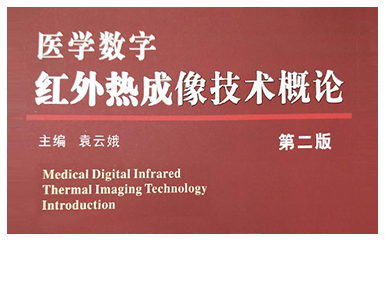 医学数字
红外热成像技术概论
主编 袁云娥
第二版
Medical Digital Infrared
Thermal Imaging Technology
Introduction